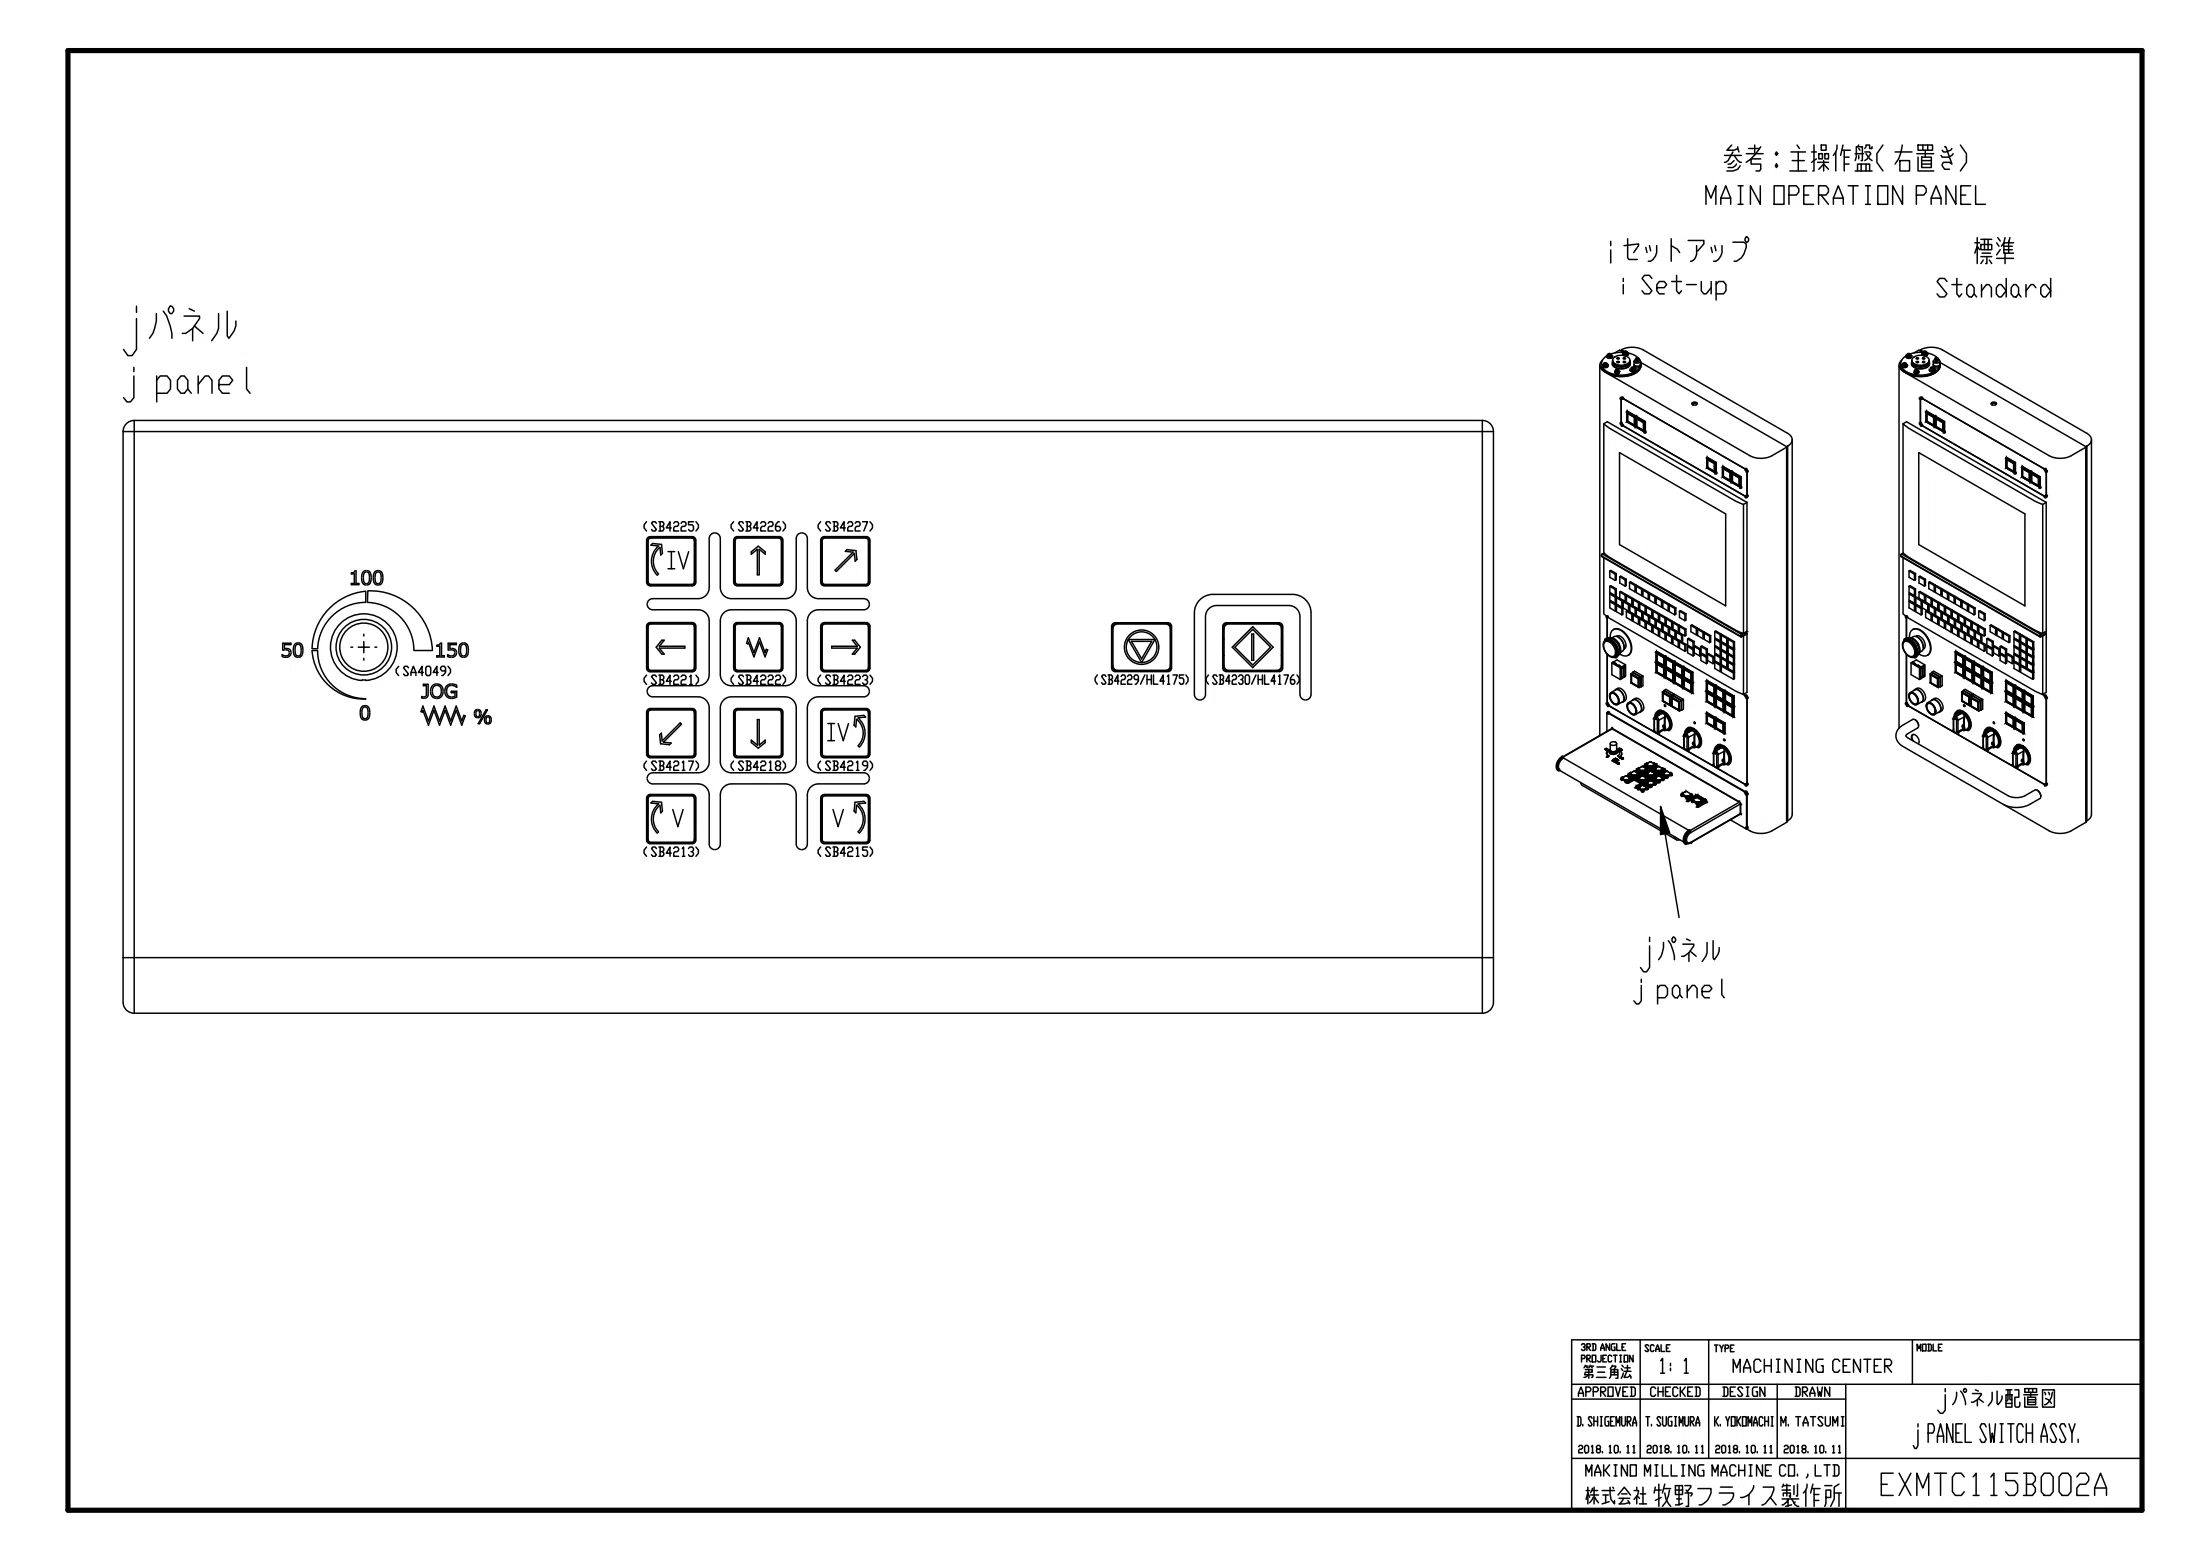 参考：主操作盤(右置き)
MAIN OPERATION PANEL
iセットアップ
i Set-up
標準
Standard
jパネル
j panel
(SB4225)
(SB4226)
(SB4227)
IV
100
50
150
(SA4049)
JOG
0
%
(SB4221)
(SB4222)
(SB4223)
(SB4229/HL4175)
(SB4230/HL4176)
IV
(SB4217)
(SB4218)
(SB4219)
V
V
(SB4213)
(SB4215)
jパネル
j panel
3RD ANGLE
PROJECTION
第三角法
SCALE
1:1
TYPE
MACHINING CENTER
MODLE
APPROVED
CHECKED
DESIGN
DRAWN
D. SHIGEMURA
T. SUGIMURA
K. YOKOMACHI
M. TATSUMI
2018.10.11
2018.10.11
2018.10.11
2018.10.11
jパネル配置図
j PANEL SWITCH ASSY.
MAKINO MILLING MACHINE CO.,LTD
株式会社 牧野フライス製作所
EXMTC115B002A